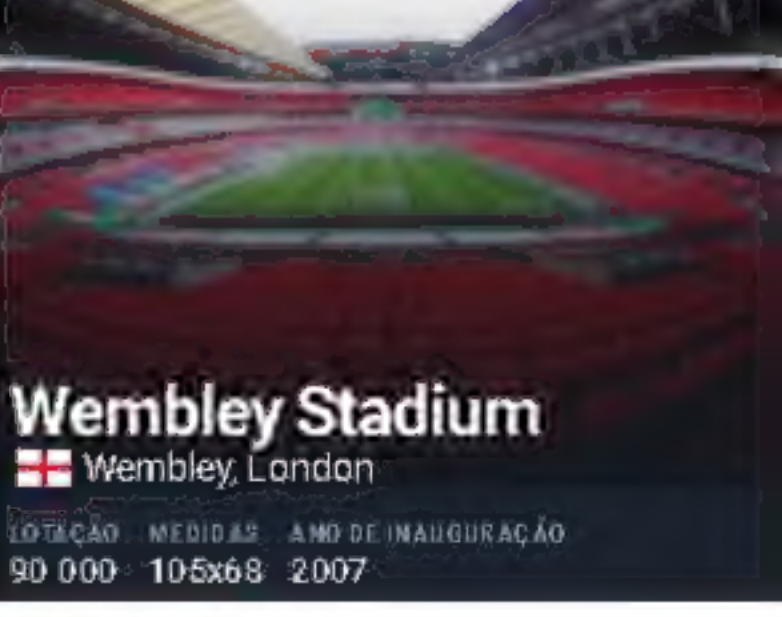 Wembley Stadium
Wembley, London
LOTAÇÃO MEDIDAS ANO DE INAUGURAÇÃO
90 000 105x68 2007